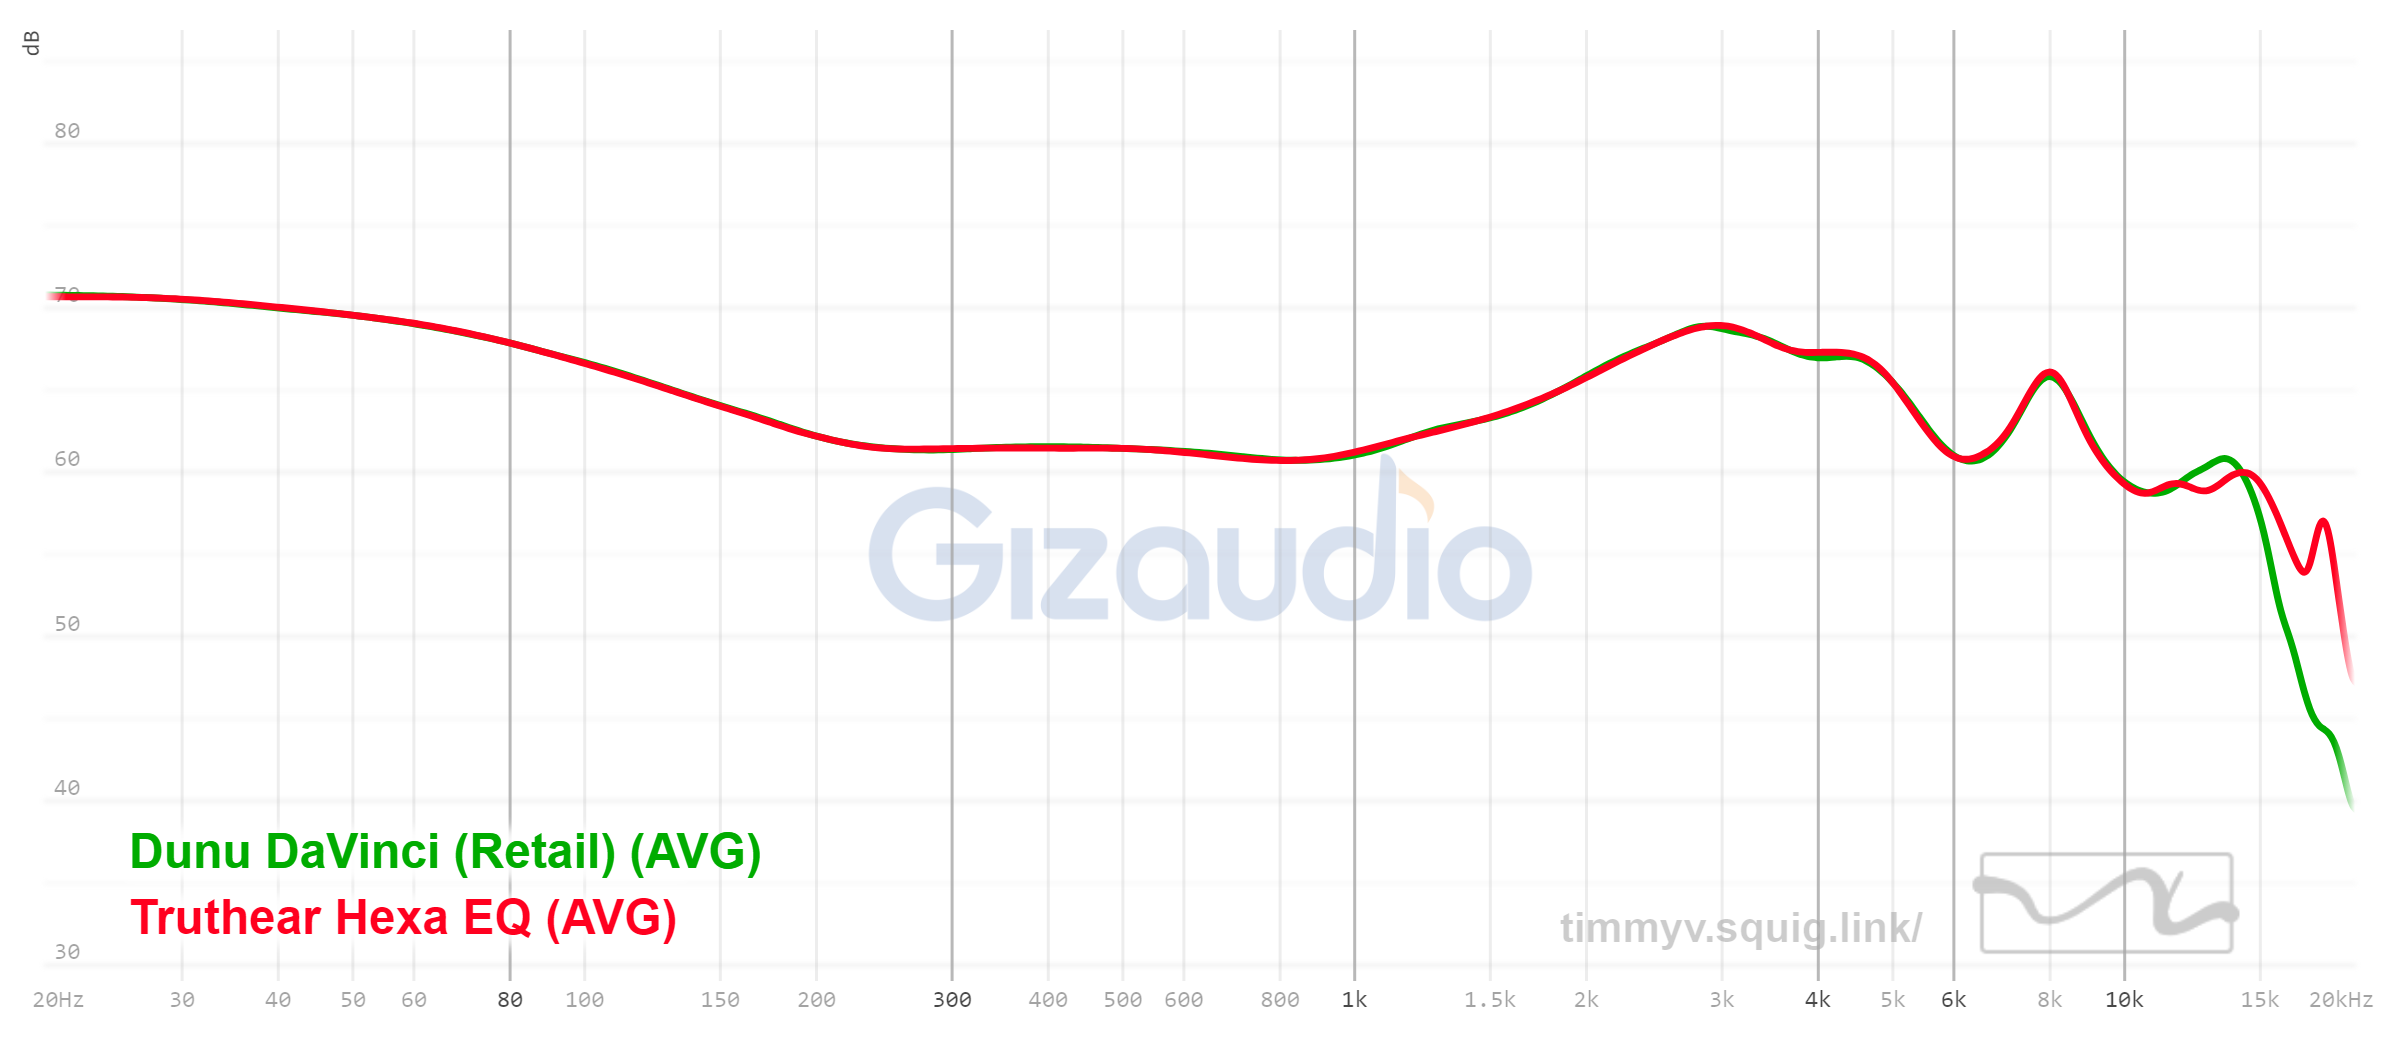 dB
80
70
60
50
40
30
Gizaudio
Dunu DaVinci (Retail) (AVG)
Truthear Hexa EQ (AVG)
timmyv.squig.link/
20Hz 30 40 50 60 80 100 150 200 300 400 500 600 800 1k 1.5k 2k 3k 4k 5k 6k 8k 10k 15k 20kHz